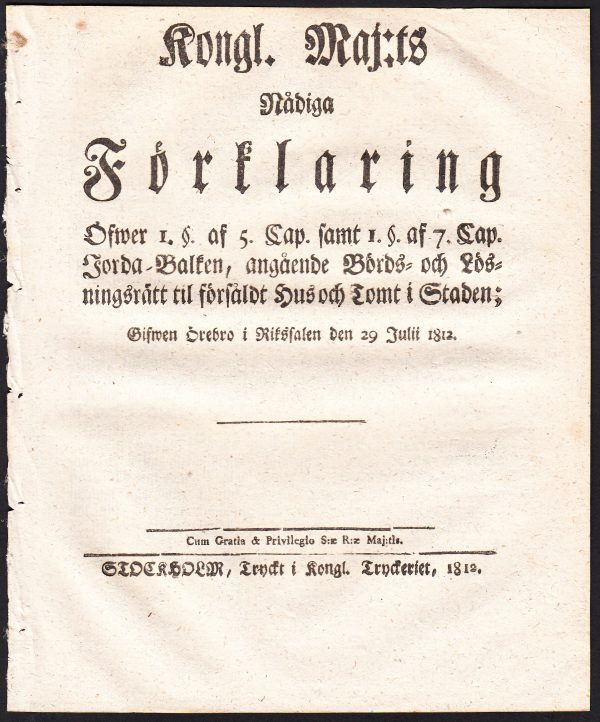 Kongl. Maj:ts
Nådiga
Förklaring
Öfwer 1. §. af 5. Cap. samt 1. §. af 7. Cap.
Jorda-Balken, angående Börds- och Lös-
ningsrätt til försåldt Hus och Tomt i Staden;
Gifwen Örebro i Rikssalen den 29 Julii 1812.
Cum Gratia & Privilegio S:æ R:æ Maj:tis.
STOCKHOLM, Tryckt i Kongl. Tryckeriet, 1812.